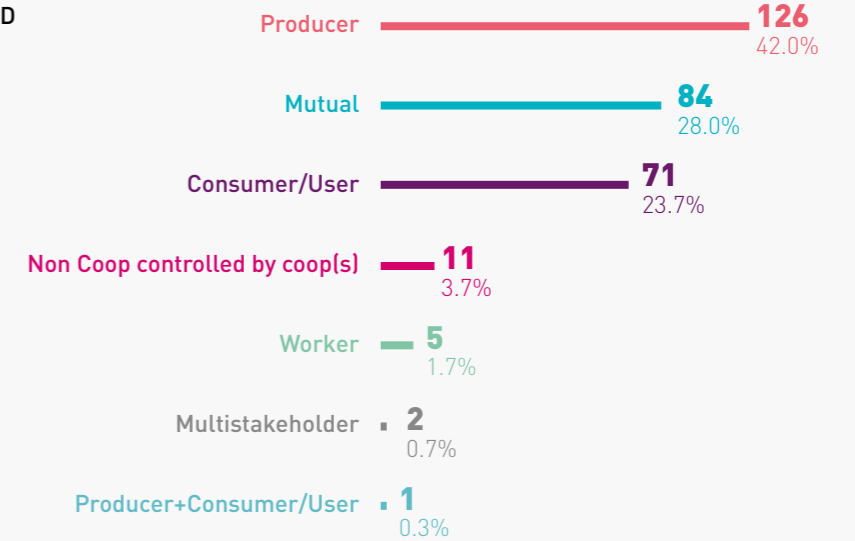 D
Producer
126
42.0%
Mutual
84
28.0%
Consumer/User
71
23.7%
Non Coop controlled by coop(s)
11
3.7%
Worker
5
1.7%
Multistakeholder
2
0.7%
Producer+Consumer/User
1
0.3%